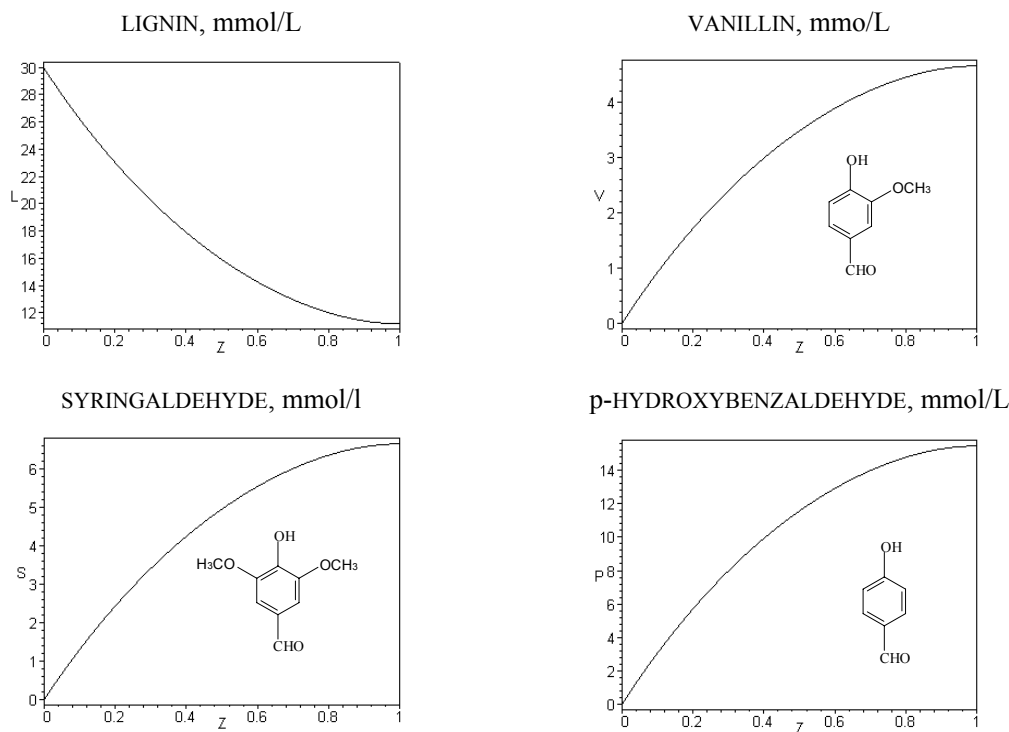 LIGNIN, mmol/L
30
28
26
24
22
L 20
18
16
14
12
0 0.2 0.4 0.6 0.8 1
Z
VANILLIN, mmo/L
4
3
V
2
1
0
0 0.2 0.4 0.6 0.8 1
Z
OH
OCH3
CHO
SYRINGALDEHYDE, mmol/l
6
5
4
S
3
2
1
0
0 0.2 0.4 0.6 0.8 1
Z
OH
H3CO OCH3
CHO
p-HYDROXYBENZALDEHYDE, mmol/L
14
12
10
8
P
6
4
2
0
0 0.2 0.4 0.6 0.8 1
7
OH
CHO